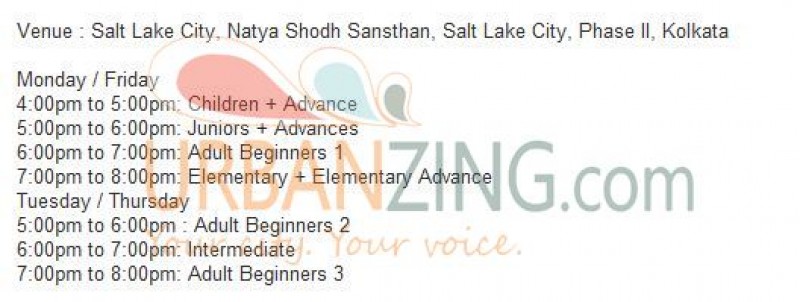 Venue : Salt Lake City, Natya Shodh Sansthan, Salt Lake City, Phase II, Kolkata
Monday / Friday
4:00pm to 5:00pm: Children + Advance
5:00pm to 6:00pm: Juniors + Advances
6:00pm to 7:00pm: Adult Beginners 1
7:00pm to 8:00pm: Elementary + Elementary Advance
URBANZING.com
Tuesday / Thursday
5:00pm to 6:00pm : Adult Beginners 2
Your city. Your voice.
6:00pm to 7:00pm: Intermediate
7:00pm to 8:00pm: Adult Beginners 3